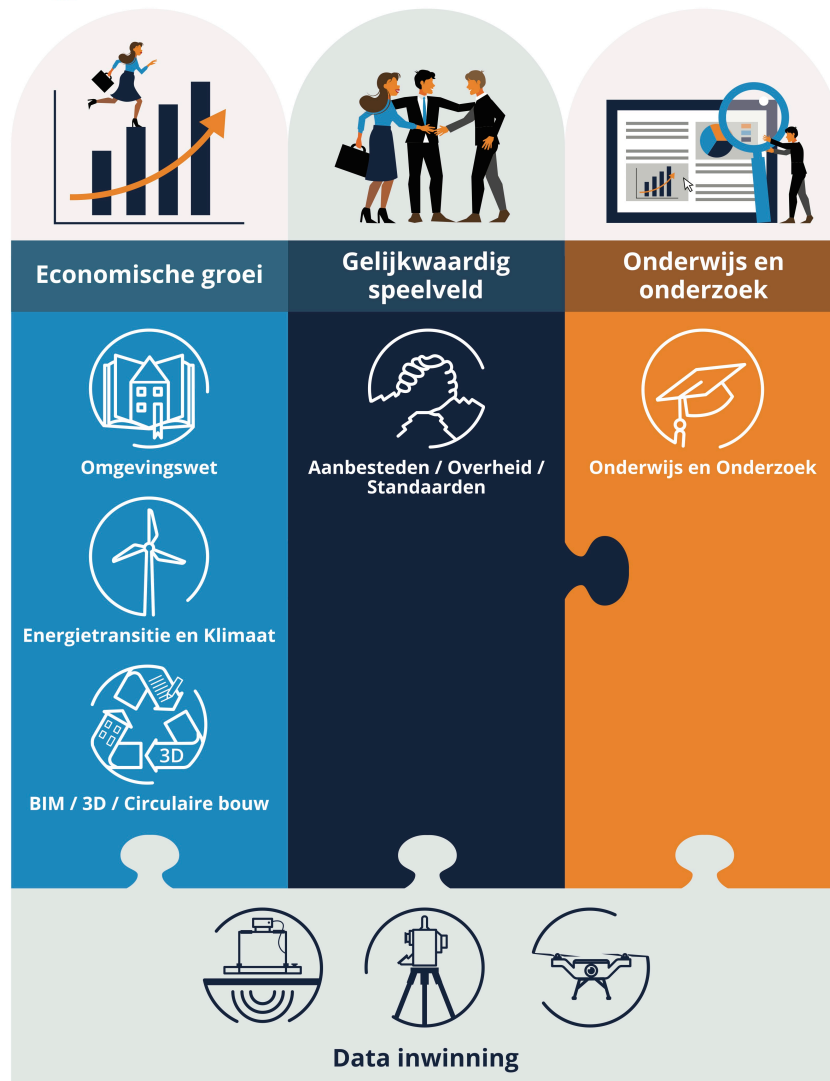 Economische groei
Gelijkwaardig
speelveld
Onderwijs en
onderzoek
Omgevingswet
Energietransitie en Klimaat
3D
BIM / 3D / Circulaire bouw
Aanbesteden / Overheid /
Standaarden
Onderwijs en Onderzoek
Data inwinning